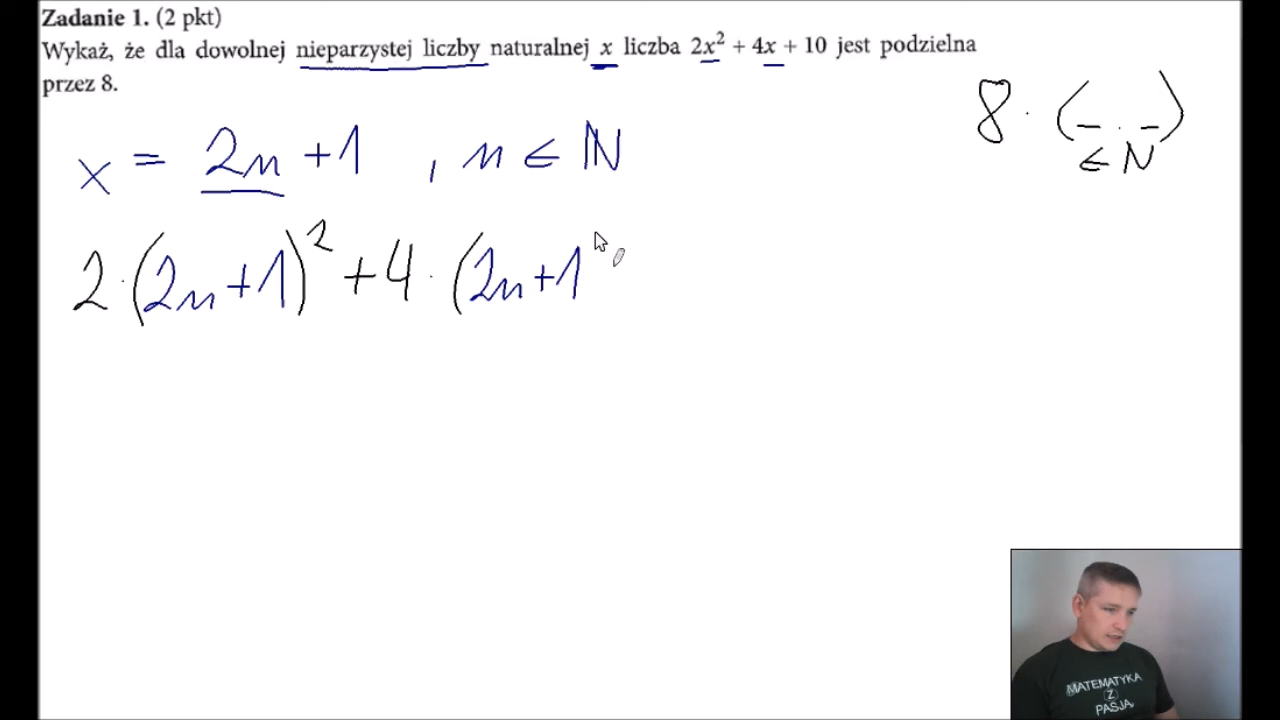 Zadanie 1. (2 pkt)
Wykaż, że dla dowolnej nieparzystej liczby naturalnej x liczba 2x² + 4x + 10 jest podzielna
przez 8.
8 · (_ . _)
∈ N
x = 2n + 1 , n ∈ ℕ
2 · (2n + 1)² + 4 · (2n + 1
MATEMATYKA
Z
PASJĄ